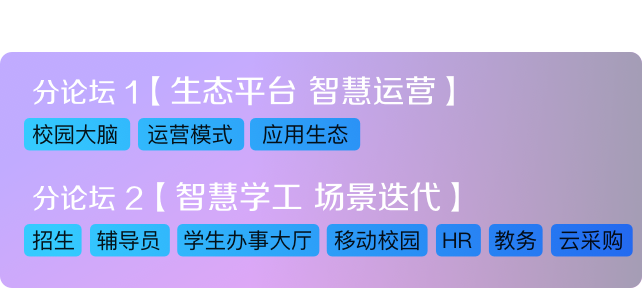 分论坛 1【 生态平台 智慧运营 】
校园大脑 运营模式 应用生态
分论坛 2【 智慧学工 场景迭代 】
招生 辅导员 学生办事大厅 移动校园 HR 教务 云采购